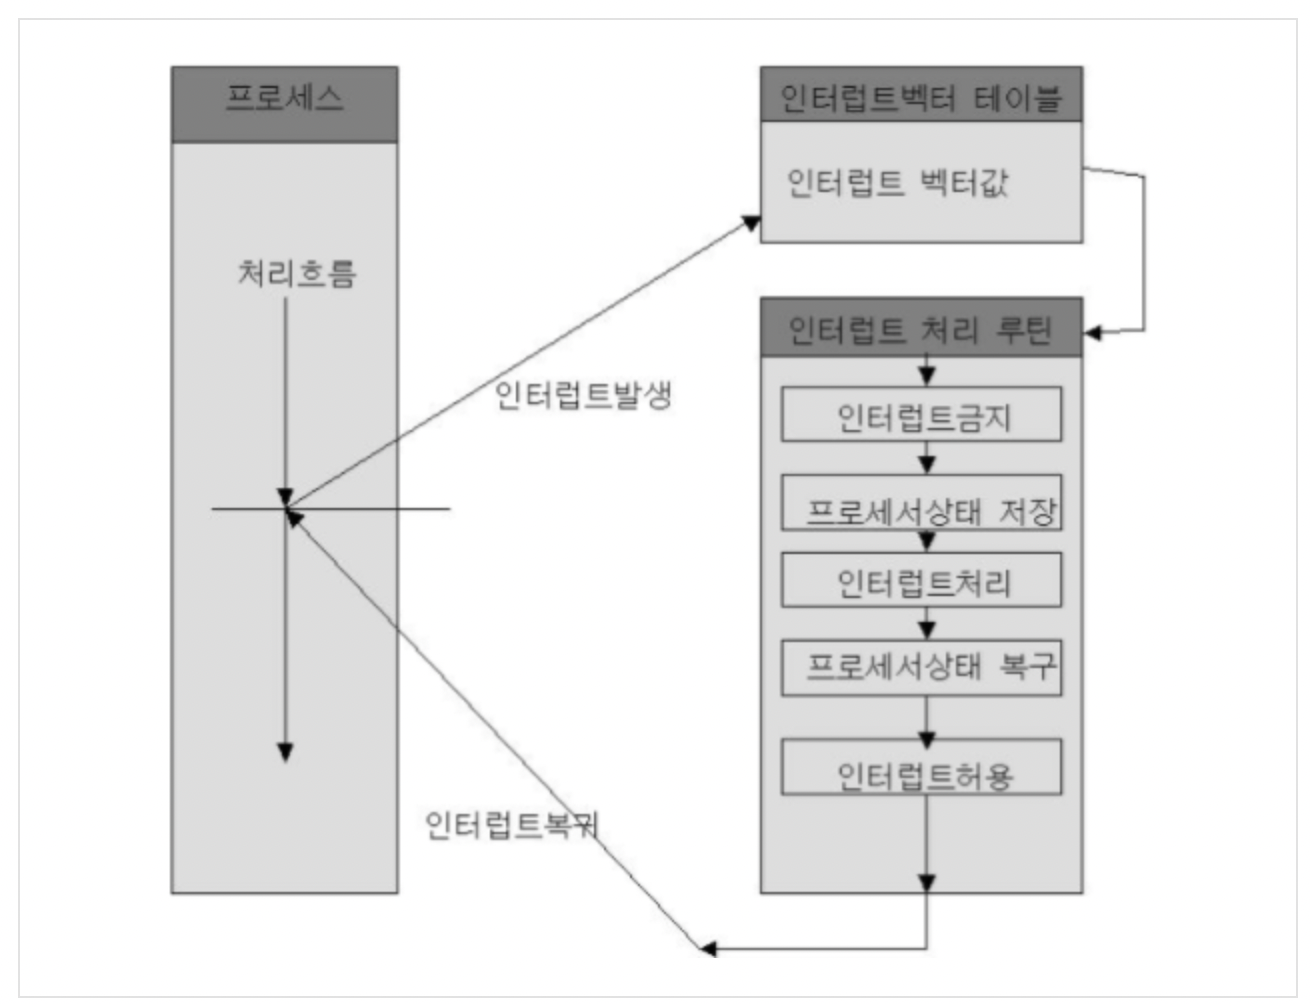 프로세스
처리흐름
인터럽트발생
인터럽트복귀
인터럽트벡터 테이블
인터럽트 벡터값
인터럽트 처리 루틴
인터럽트금지
프로세서상태 저장
인터럽트처리
프로세서상태 복구
인터럽트허용